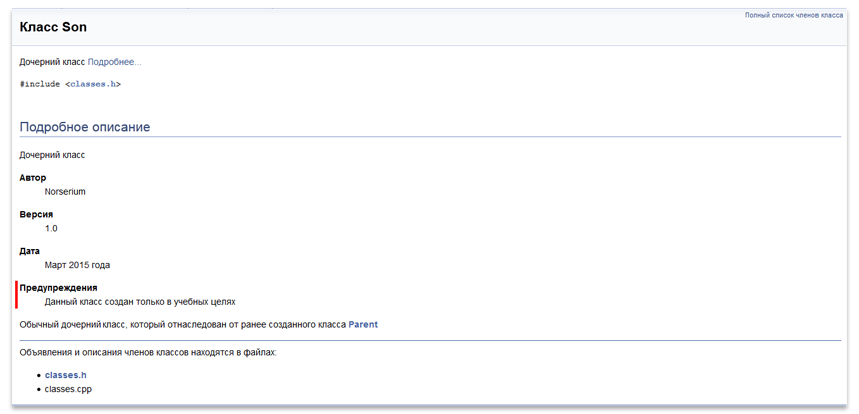 Полный список членов класса
Класс Son
Дочерний класс Подробнее...
#include <classes.h>
Подробное описание
Дочерний класс
Автор
Norserium
Версия
1.0
Дата
Март 2015 года
Предупреждения
Данный класс создан только в учебных целях
Обычный дочерний класс, который отнаследован от ранее созданного класса Parent
Объявления и описания членов классов находятся в файлах:
• classes.h
• classes.cpp